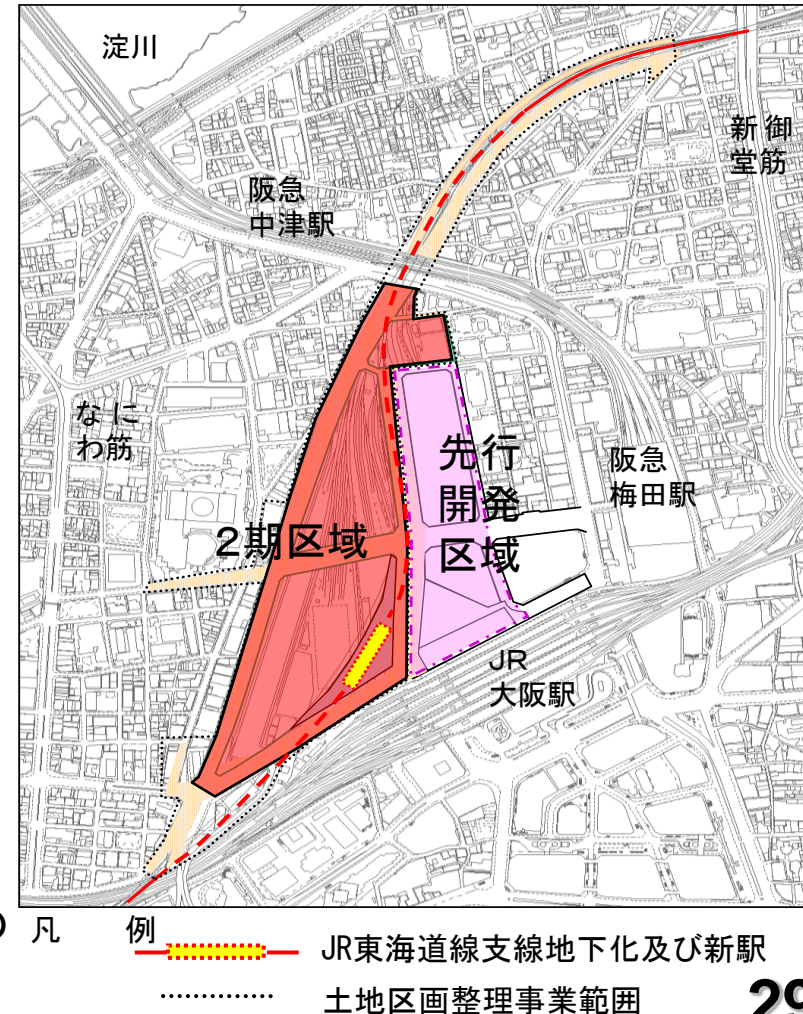 淀川
新御
堂筋
阪急
中津駅
なに
わ筋
先行
開発
区域
阪急
梅田駅
2期区域
JR
大阪駅
凡 例
JR東海道線支線地下化及び新駅
土地区画整理事業範囲